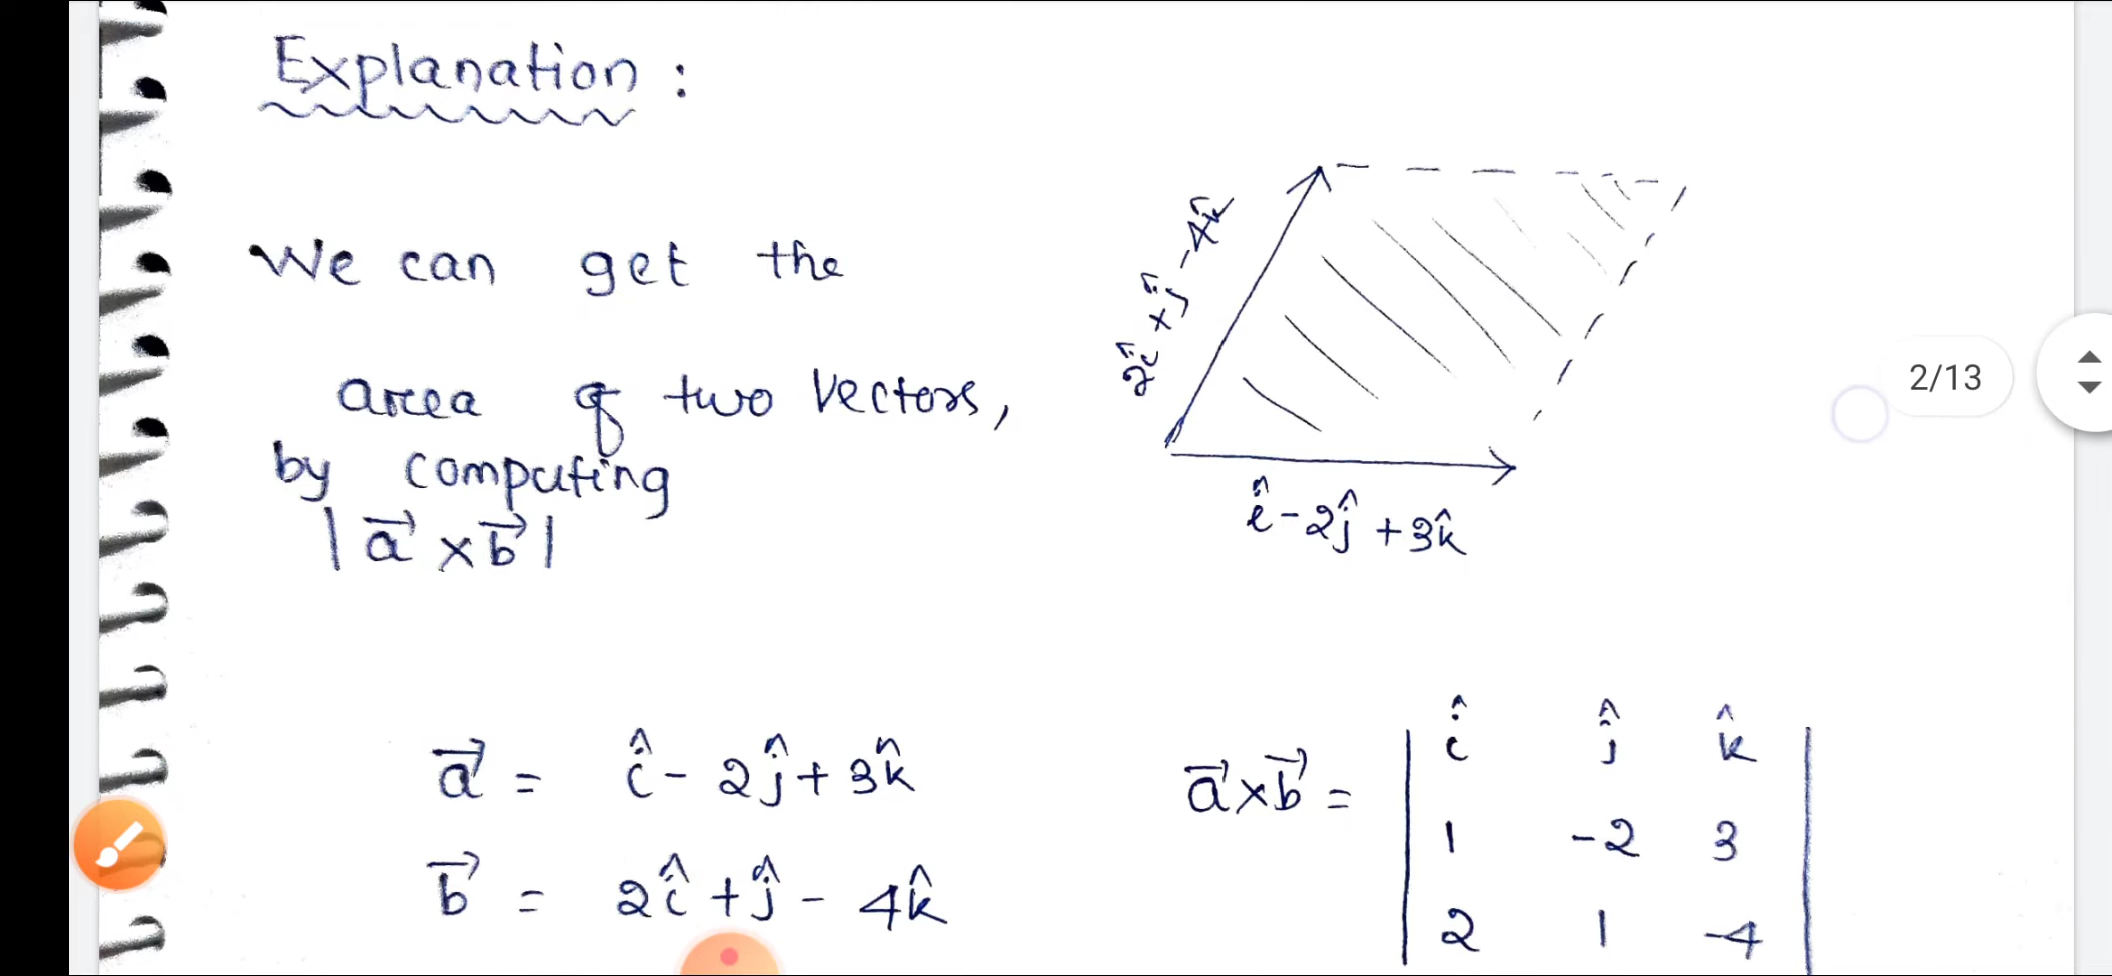 Explanation :
We can get the
area of two vectors,
by computing
|a⃗ × b⃗|
2î + ĵ - 4k̂
î - 2ĵ + 3k̂
2/13
a⃗ = î - 2ĵ + 3k̂
b⃗ = 2î + ĵ - 4k̂
a⃗ × b⃗ =
| î ĵ k̂ |
| 1 -2 3 |
| 2 1 -4 |